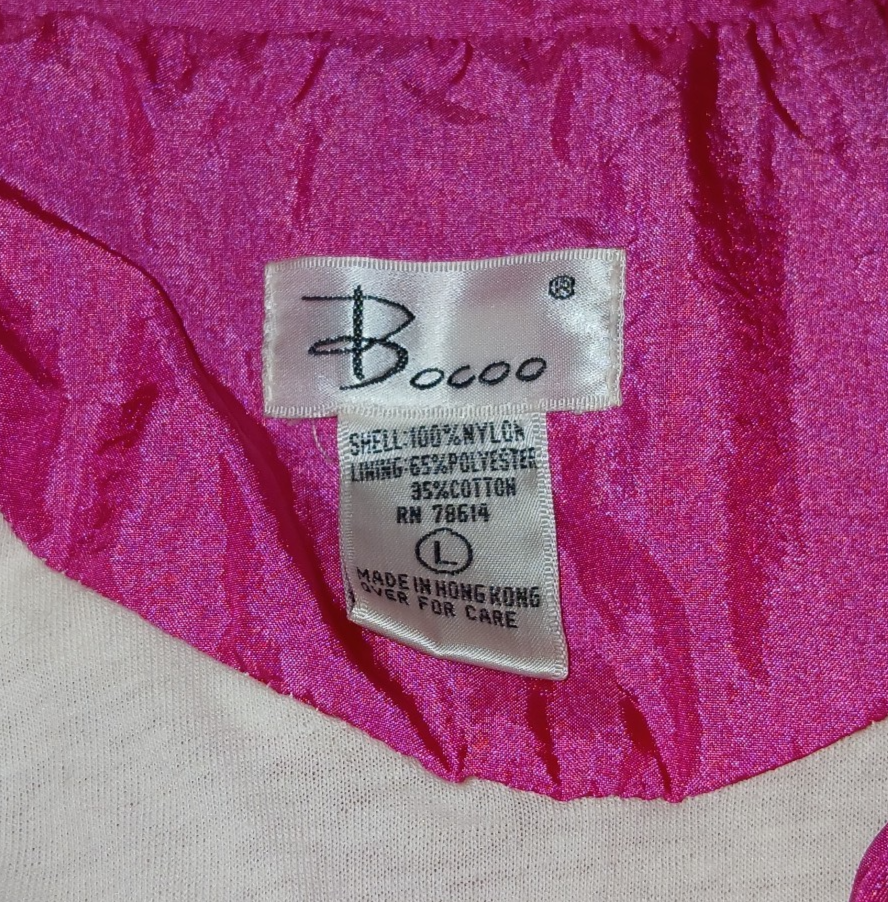 Bocoo ®
SHELL:100%NYLON
LINING:65%POLYESTER
35%COTTON
RN 78614
L
MADE IN HONG KONG
OVER FOR CARE